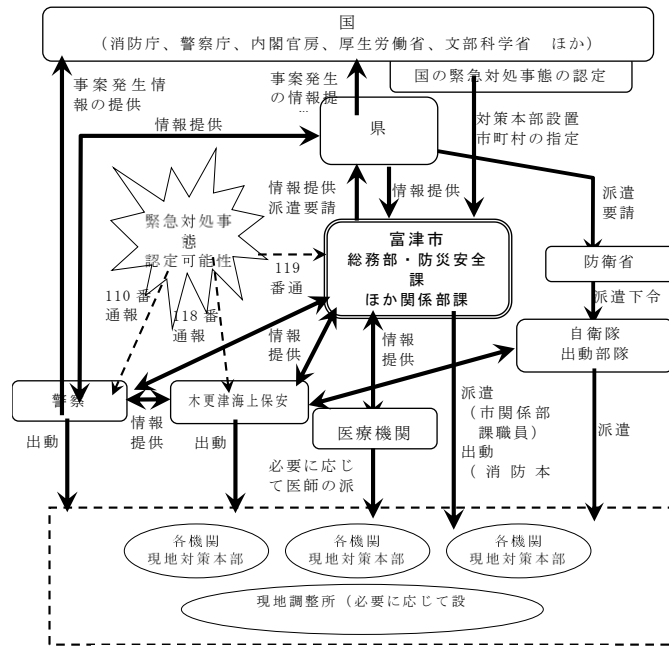 国
（消防庁、警察庁、内閣官房、厚生労働省、文部科学省　ほか）
国の緊急対処事態の認定
事案発生情
報の提供
事案発生
の情報提
…
対策本部設置
市町村の指定
情報提供
県
情報提供
派遣要請
情報提供
派遣
要請
緊急対処事
態
認定可能性
富津市
総務部・防災安全
課
ほか関係部課
119
番通
防衛省
110番
通報
118番
通報
派遣下令
情報
提供
情報
提供
情報
提供
自衛隊
出動部隊
警察
木更津海上保安
医療機関
情報
提供
出動
出動
派遣
（市関係部
課職員）
出動
（消防本
派遣
必要に応じ
て医師の派
各機関
現地対策本部
各機関
現地対策本部
各機関
現地対策本部
現地調整所（必要に応じて設